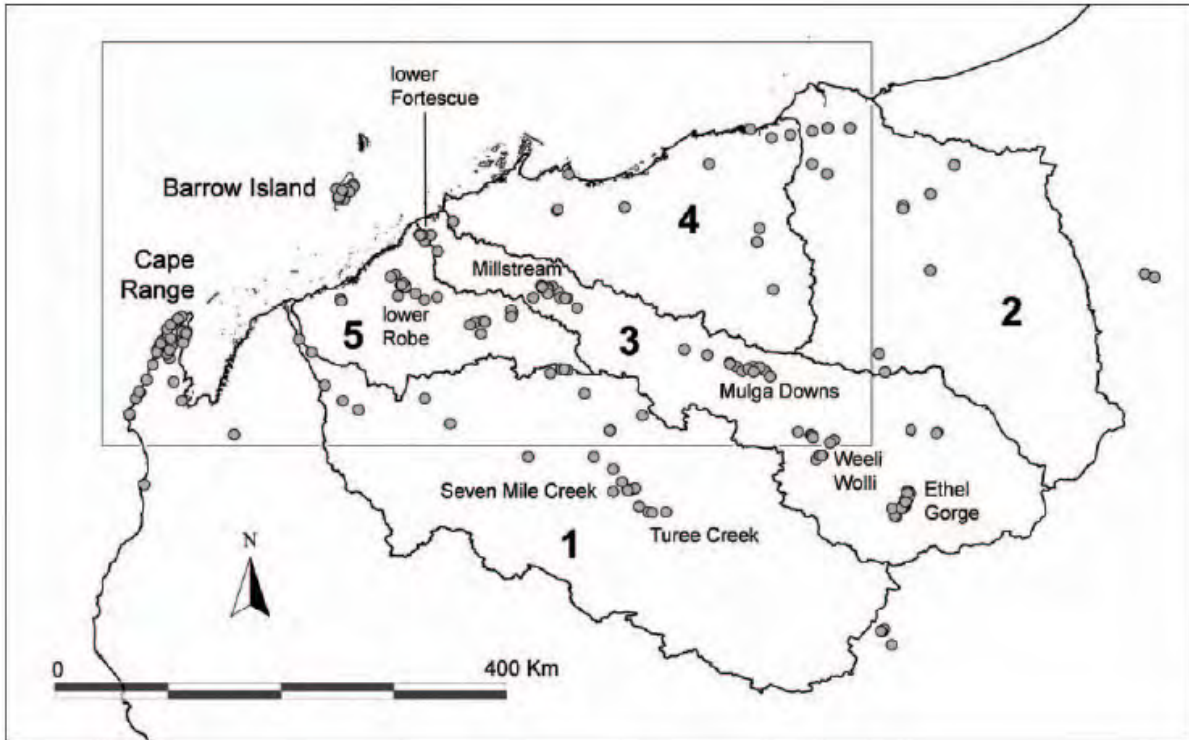 lower
Fortescue
Barrow Island
4
Cape
Range
Millstream
2
lower
Robe
5
3
Mulga Downs
Weeli
Wolli
Seven Mile Creek
Ethel
Gorge
Turee Creek
1
N
0
400 Km